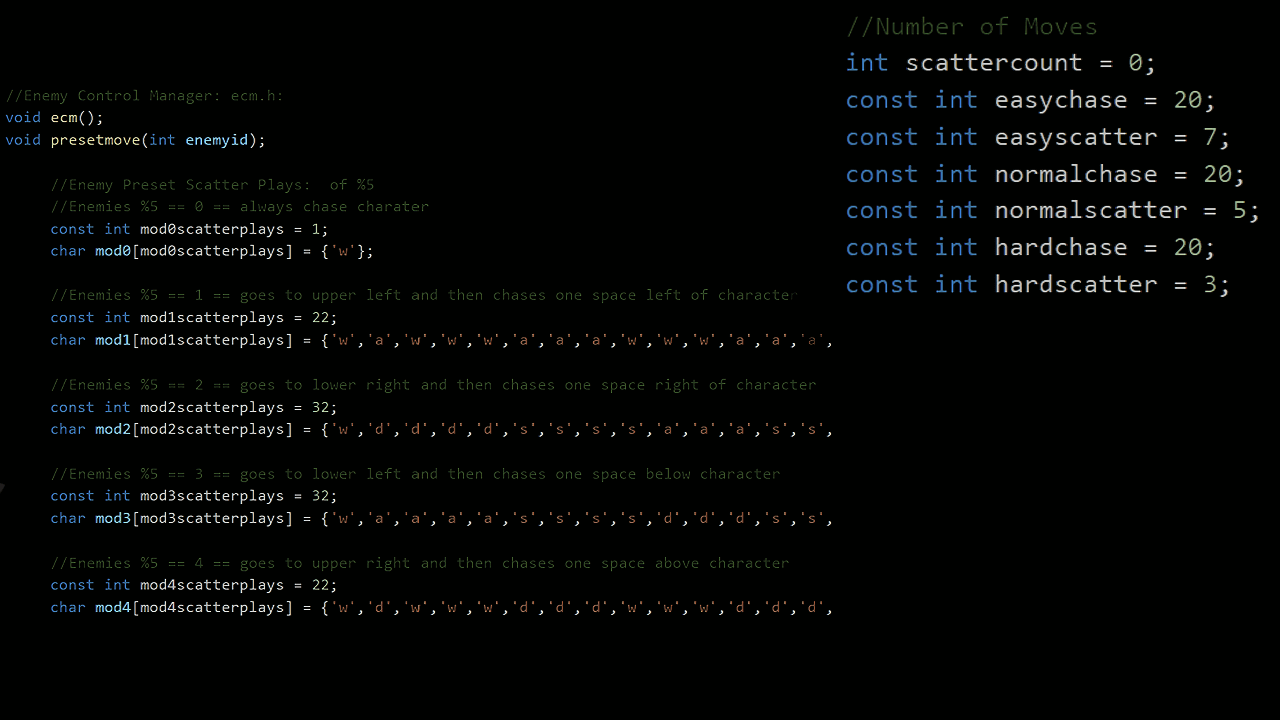 //Enemy Control Manager: ecm.h:
void ecm();
void presetmove(int enemyid);
//Enemy Preset Scatter Plays:  of %5
//Enemies %5 == 0 == always chase charater
const int mod0scatterplays = 1;
char mod0[mod0scatterplays] = {'w'};
//Enemies %5 == 1 == goes to upper left and then chases one space left of character
const int mod1scatterplays = 22;
char mod1[mod1scatterplays] = {'w','a','w','w','w','a','a','a','w','w','w','a','a','a',
//Enemies %5 == 2 == goes to lower right and then chases one space right of character
const int mod2scatterplays = 32;
char mod2[mod2scatterplays] = {'w','d','d','d','d','s','s','s','s','a','a','a','s','s',
//Enemies %5 == 3 == goes to lower left and then chases one space below character
const int mod3scatterplays = 32;
char mod3[mod3scatterplays] = {'w','a','a','a','a','s','s','s','s','d','d','d','s','s',
//Enemies %5 == 4 == goes to upper right and then chases one space above character
const int mod4scatterplays = 22;
char mod4[mod4scatterplays] = {'w','d','w','w','w','d','d','d','w','w','w','d','d','d',
//Number of Moves
int scattercount = 0;
const int easychase = 20;
const int easyscatter = 7;
const int normalchase = 20;
const int normalscatter = 5;
const int hardchase = 20;
const int hardscatter = 3;